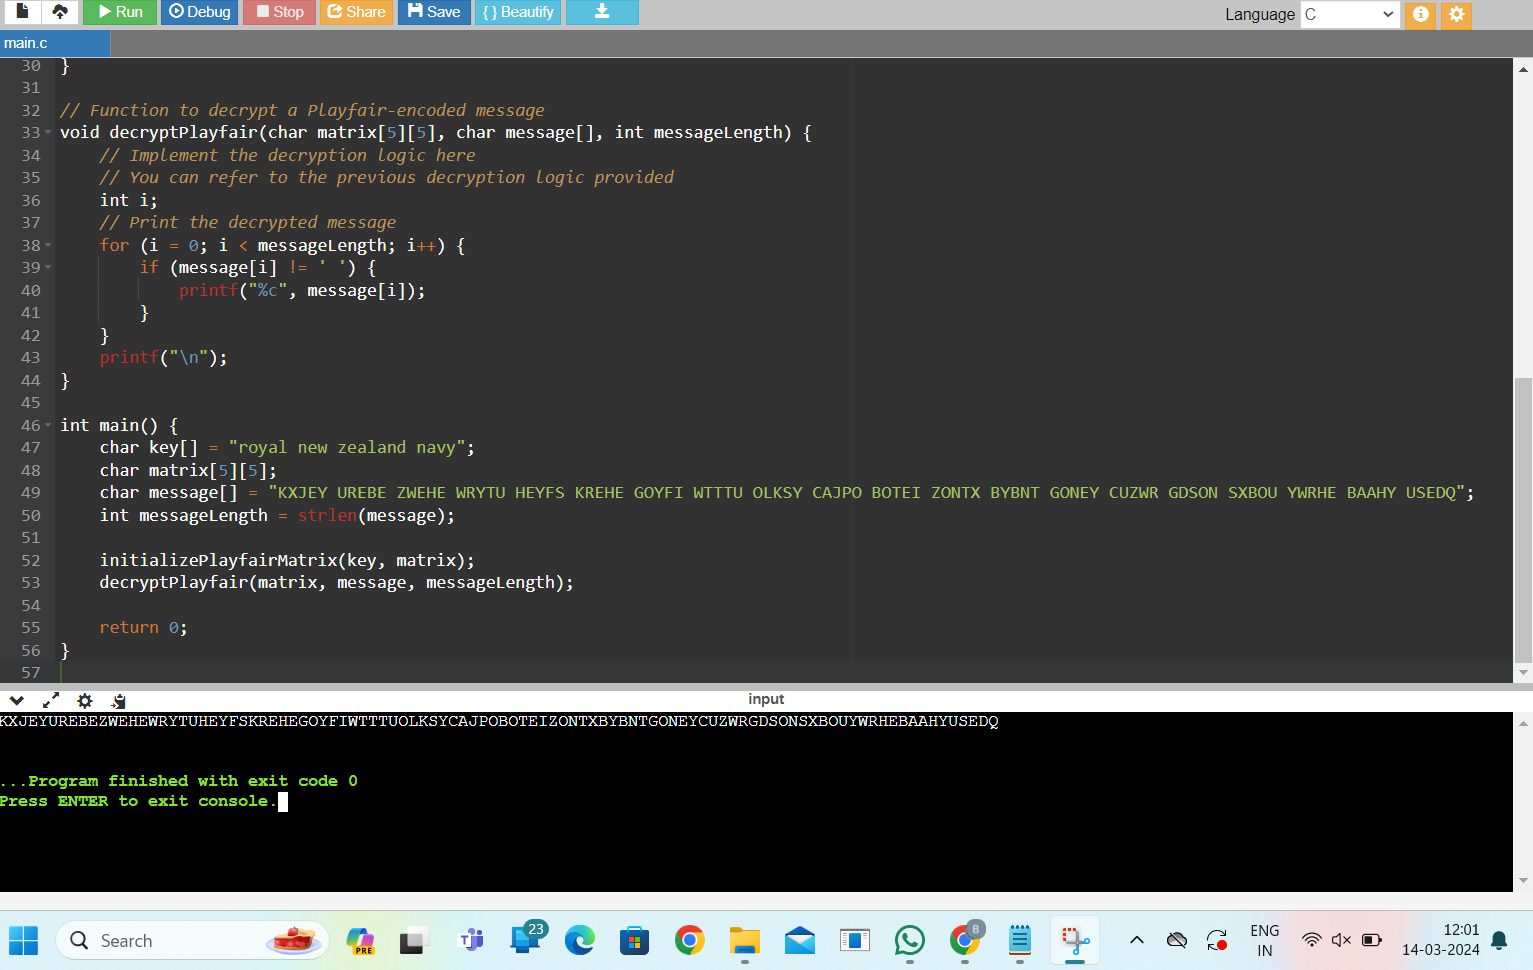 Run Debug Stop Share Save { } Beautify Language C
main.c
30 }
31
32 // Function to decrypt a Playfair-encoded message
33 void decryptPlayfair(char matrix[5][5], char message[], int messageLength) {
34 // Implement the decryption logic here
35 // You can refer to the previous decryption logic provided
36 int i;
37 // Print the decrypted message
38 for (i = 0; i < messageLength; i++) {
39 if (message[i] != ' ') {
40 printf("%c", message[i]);
41 }
42 }
43 printf("\n");
44 }
45
46 int main() {
47 char key[] = "royal new zealand navy";
48 char matrix[5][5];
49 char message[] = "KXJEY UREBE ZWEHE WRYTU HEYFS KREHE GOYFI WTTTU OLKSY CAJPO BOTEI ZONTX BYBNT GONEY CUZWR GDSON SXBOU YWRHE BAAHY USEDQ";
50 int messageLength = strlen(message);
51
52 initializePlayfairMatrix(key, matrix);
53 decryptPlayfair(matrix, message, messageLength);
54
55 return 0;
56 }
57
input
KXJEYUREBEZWEHEWRYTUHEYFSKREHEGOYFIWTTTUOLKSYCAJPOBOTEIZONTXBYBNTGONEYCUZWRGDSONSXBOUYWRHEBAAHYUSEDQ
...Program finished with exit code 0
Press ENTER to exit console.
Search PRE 23 B ENG IN 12:01 14-03-2024